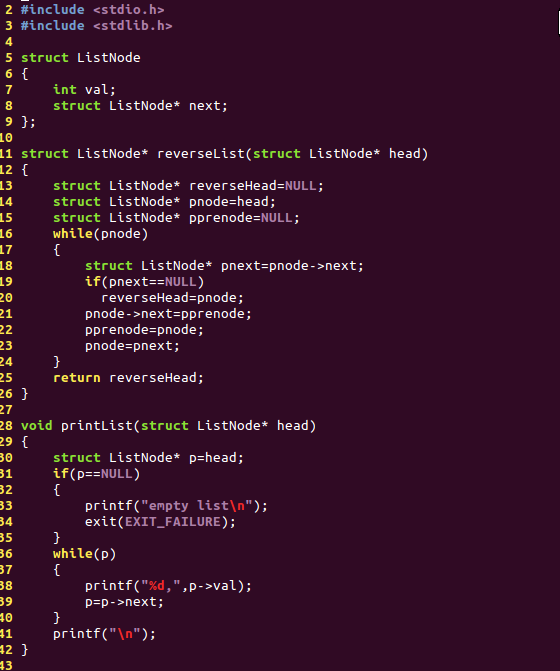 2 #include <stdio.h>
3 #include <stdlib.h>
4
5 struct ListNode
6 {
7     int val;
8     struct ListNode* next;
9 };
10
11 struct ListNode* reverseList(struct ListNode* head)
12 {
13     struct ListNode* reverseHead=NULL;
14     struct ListNode* pnode=head;
15     struct ListNode* pprenode=NULL;
16     while(pnode)
17     {
18         struct ListNode* pnext=pnode->next;
19         if(pnext==NULL)
20           reverseHead=pnode;
21         pnode->next=pprenode;
22         pprenode=pnode;
23         pnode=pnext;
24     }
25     return reverseHead;
26 }
27
28 void printList(struct ListNode* head)
29 {
30     struct ListNode* p=head;
31     if(p==NULL)
32     {
33         printf("empty list\n");
34         exit(EXIT_FAILURE);
35     }
36     while(p)
37     {
38         printf("%d,",p->val);
39         p=p->next;
40     }
41     printf("\n");
42 }
43